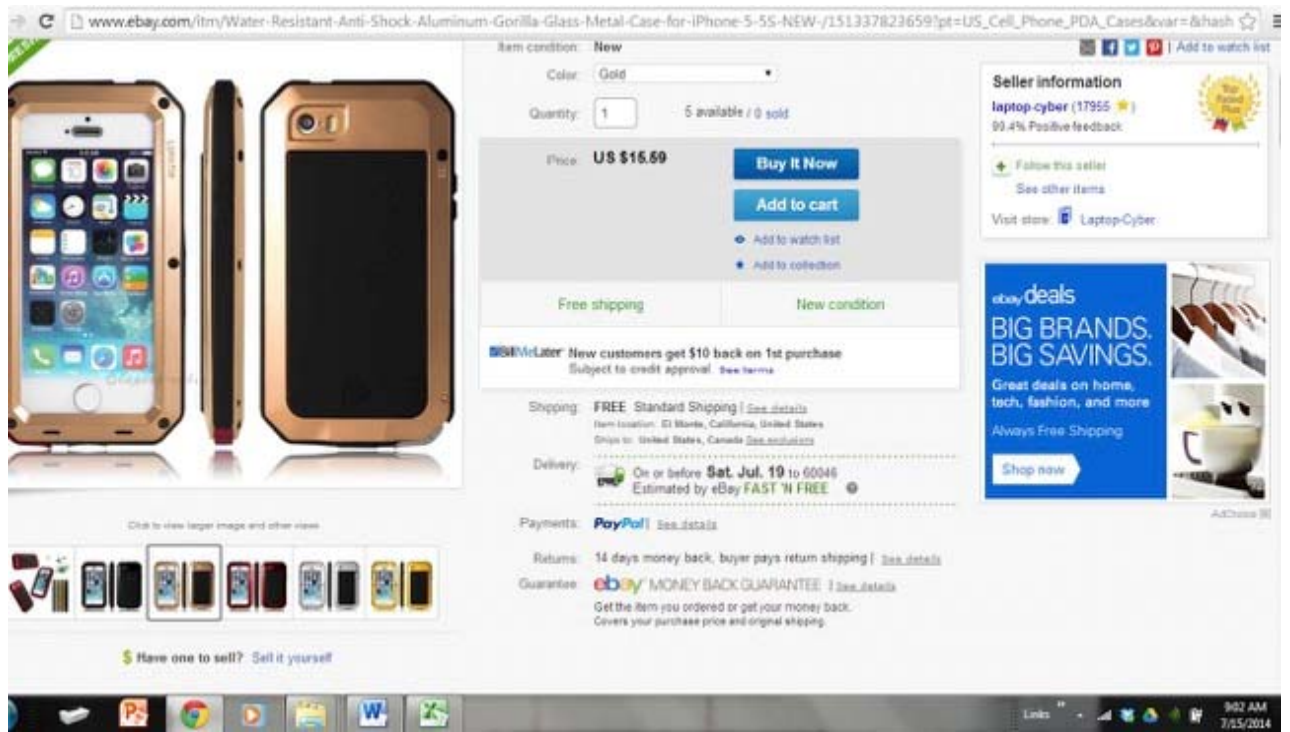 www.ebay.com/itm/Water-Resistant-Anti-Shock-Aluminum-Gorilla-Glass-Metal-Case-for-iPhone-5-5S-NEW-/151337823659?pt=US_Cell_Phone_PDA_Cases&var=&hash
Item condition: New
Add to watch list
Color: Gold
Quantity: 1 5 available / 0 sold
Price: US $15.59
Buy It Now
Add to cart
Add to watch list
Add to collection
Free shipping New condition
BillMeLater New customers get $10 back on 1st purchase
Subject to credit approval. See terms
Shipping: FREE Standard Shipping | See details
Item location: El Monte, California, United States
Ships to: United States, Canada See exclusions
Delivery: On or before Sat. Jul. 19 to 60046
Estimated by eBay FAST 'N FREE
Payments: PayPal | See details
Returns: 14 days money back, buyer pays return shipping | See details
Guarantee: ebay MONEY BACK GUARANTEE | See details
Get the item you ordered or get your money back.
Covers your purchase price and original shipping.
Seller information
laptop-cyber (17955 )
99.4% Positive feedback
Top Rated Plus
Follow this seller
See other items
Visit store: Laptop-Cyber
ebay deals
BIG BRANDS.
BIG SAVINGS.
Great deals on home,
tech, fashion, and more
Always Free Shipping
Shop now
AdChoice
Click to view larger image and other views
$ Have one to sell? Sell it yourself
Links
9:02 AM
7/15/2014